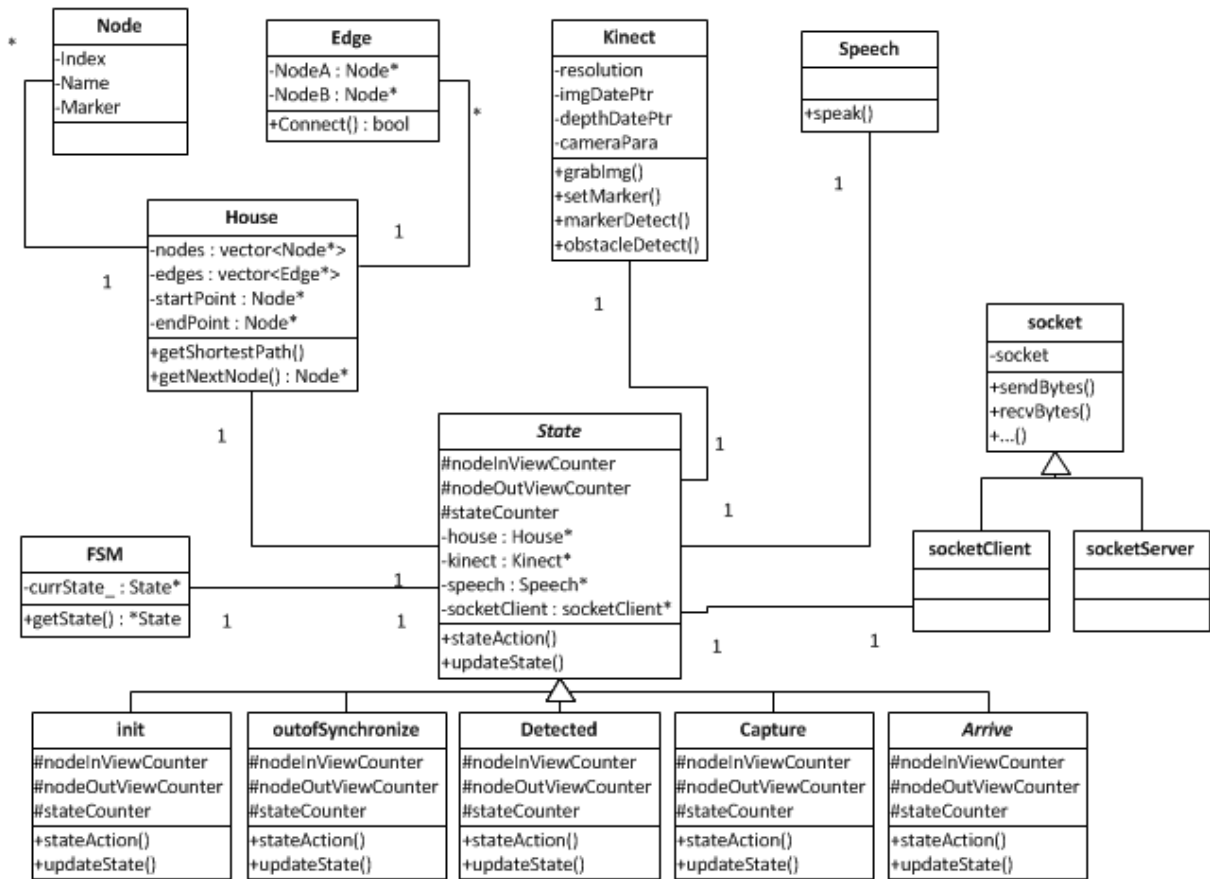 Node
-Index
-Name
-Marker
*
Edge
-NodeA : Node*
-NodeB : Node*
+Connect() : bool
*
Kinect
-resolution
-imgDatePtr
-depthDatePtr
-cameraPara
+grabImg()
+setMarker()
+markerDetect()
+obstacleDetect()
Speech
+speak()
1
House
-nodes : vector<Node*>
-edges : vector<Edge*>
-startPoint : Node*
-endPoint : Node*
+getShortestPath()
+getNextNode() : Node*
1
1
1
1
socket
-socket
+sendBytes()
+recvBytes()
+...()
State
#nodeInViewCounter
#nodeOutViewCounter
#stateCounter
-house : House*
-kinect : Kinect*
-speech : Speech*
-socketClient : socketClient*
+stateAction()
+updateState()
1
1
1
1
1
1
1
FSM
-currState_ : State*
+getState() : *State
socketClient
socketServer
init
#nodeInViewCounter
#nodeOutViewCounter
#stateCounter
+stateAction()
+updateState()
outofSynchronize
#nodeInViewCounter
#nodeOutViewCounter
#stateCounter
+stateAction()
+updateState()
Detected
#nodeInViewCounter
#nodeOutViewCounter
#stateCounter
+stateAction()
+updateState()
Capture
#nodeInViewCounter
#nodeOutViewCounter
#stateCounter
+stateAction()
+updateState()
Arrive
#nodeInViewCounter
#nodeOutViewCounter
#stateCounter
+stateAction()
+updateState()